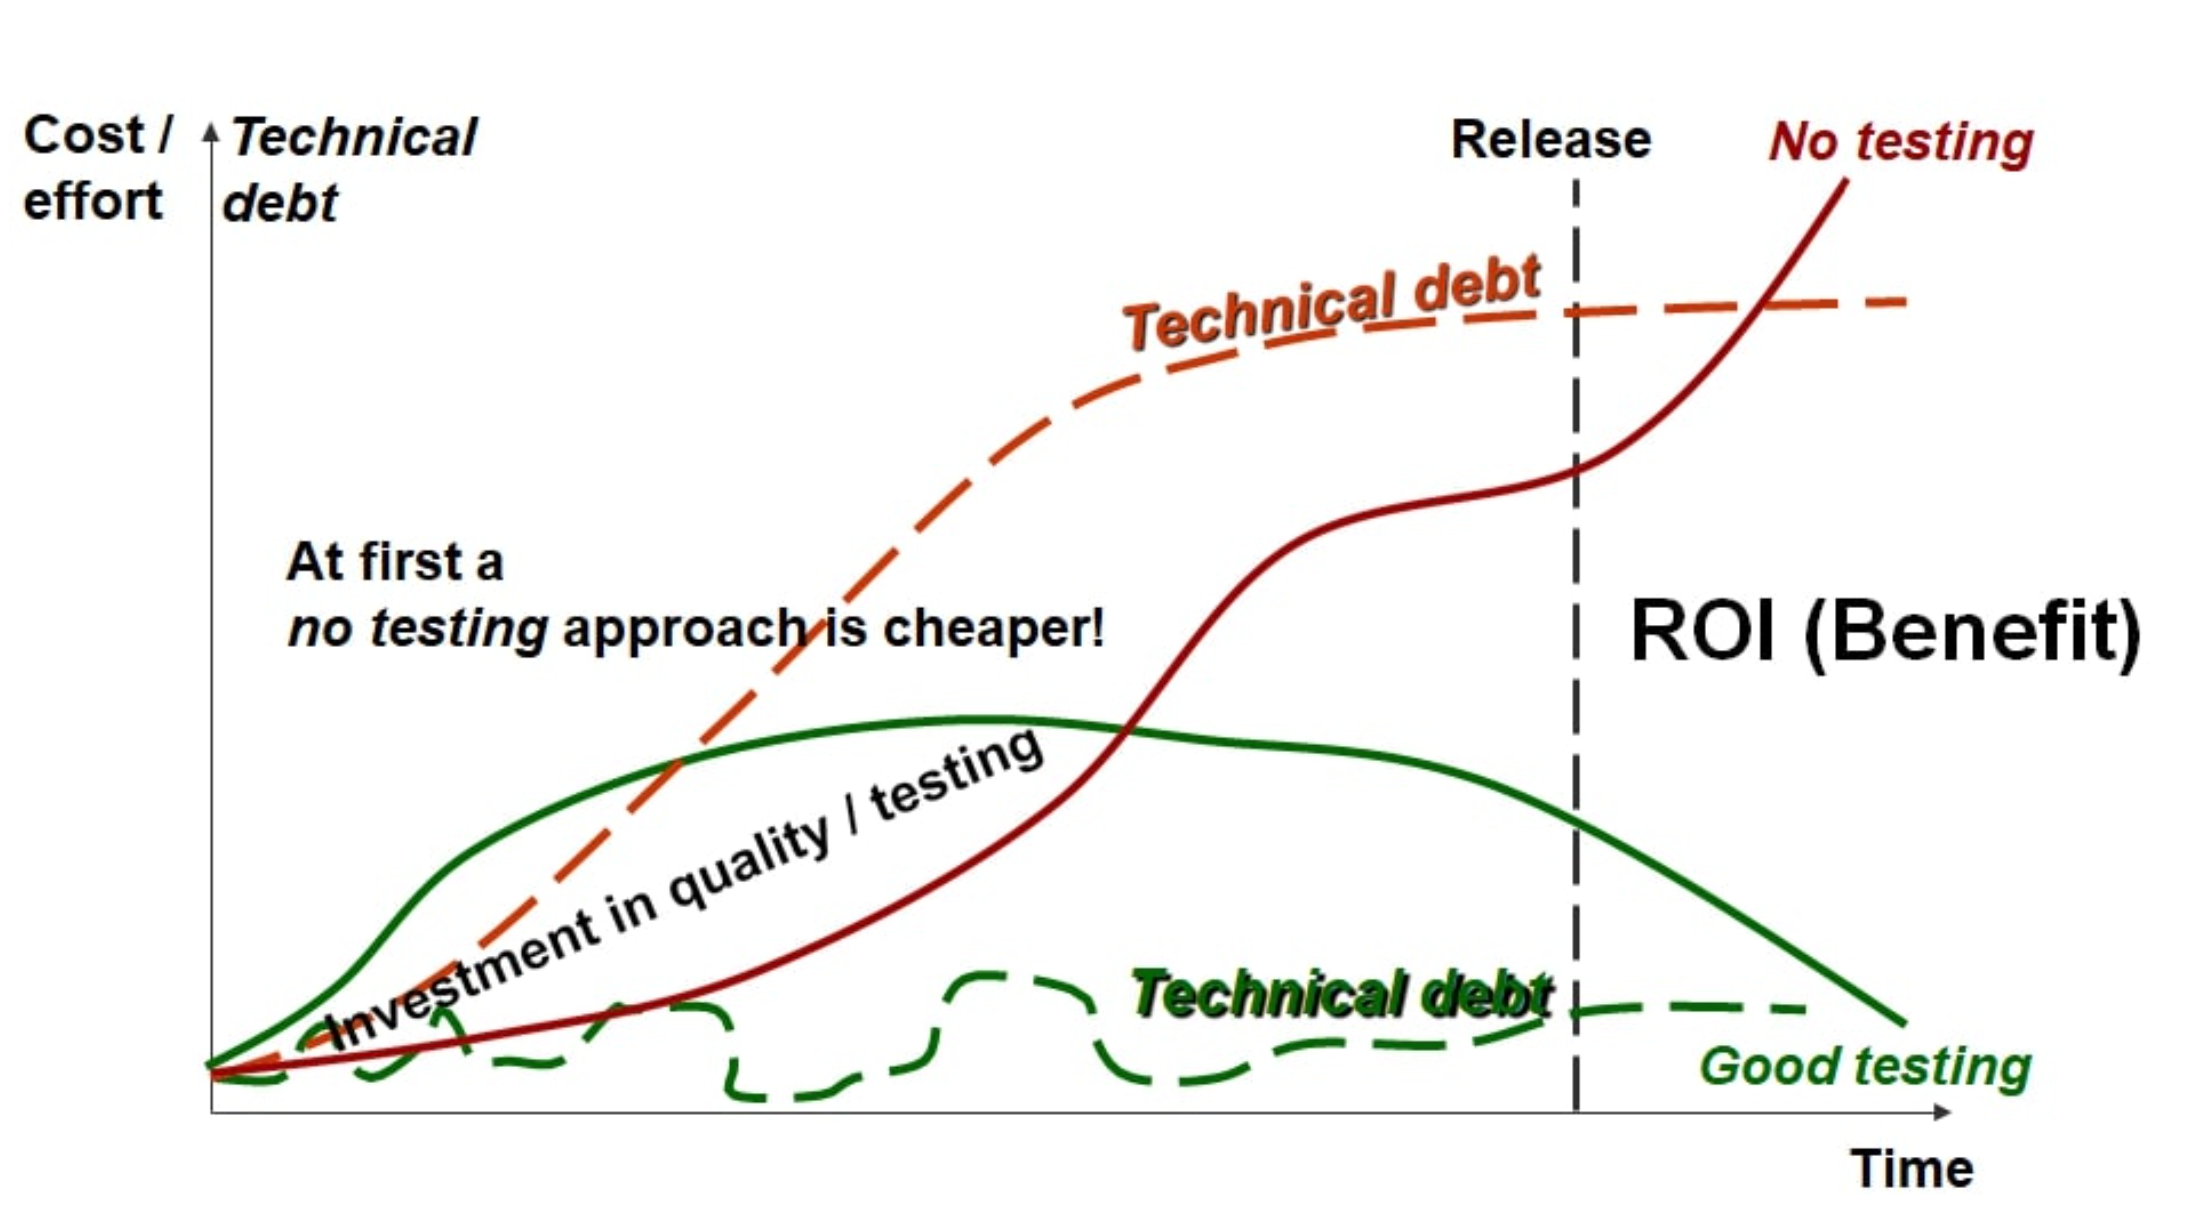 Cost / 
effort
Technical
debt
Release
No testing
Technical debt
At first a
no testing approach is cheaper!
ROI (Benefit)
Investment in quality / testing
Technical debt
Good testing
Time